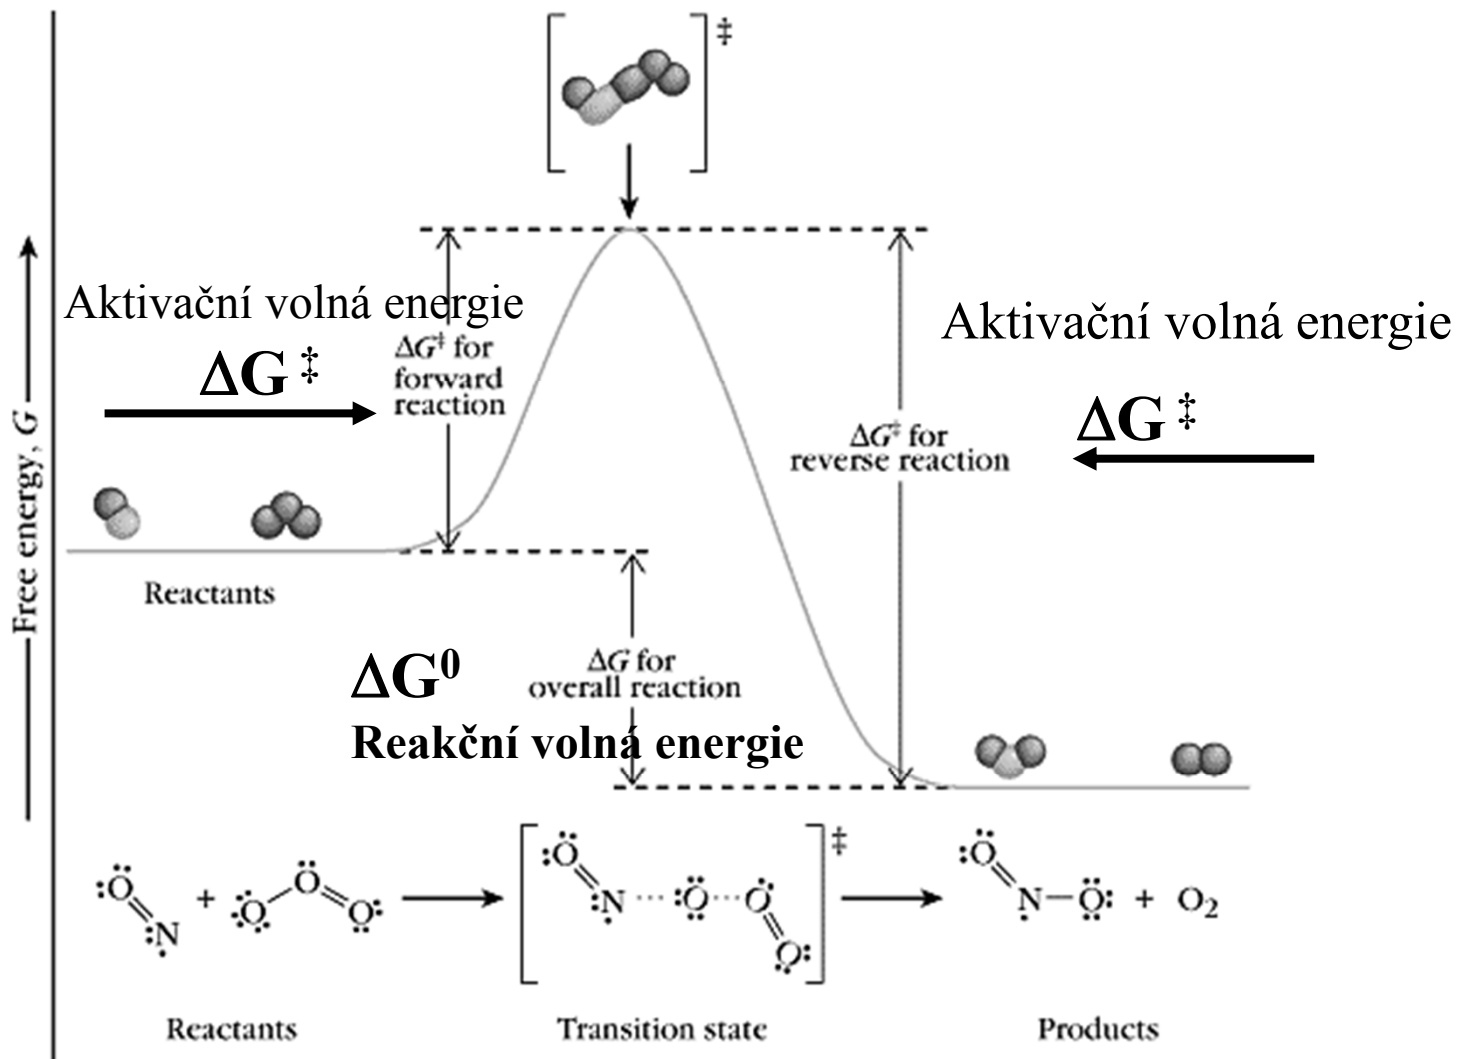 ‡
Aktivační volná energie
ΔG ‡
ΔG‡ for
forward
reaction
Aktivační volná energie
ΔG ‡
ΔG‡ for
reverse reaction
Free energy, G
Reactants
ΔG⁰
Reakční volná energie
ΔG for
overall reaction
O N + O O O N O O O ‡ O N O + O₂
Reactants Transition state Products